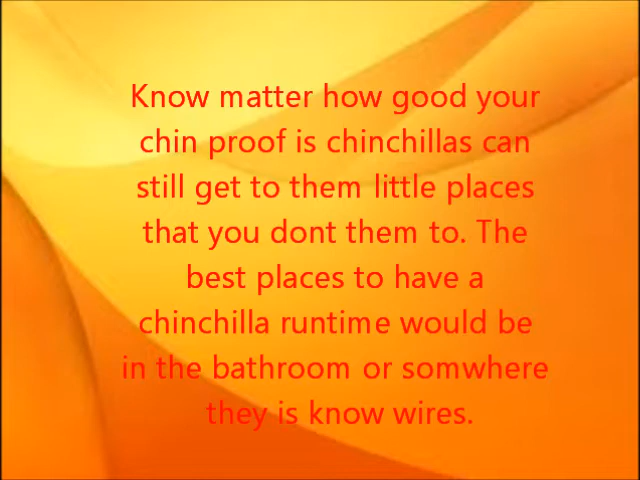 Know matter how good your
chin proof is chinchillas can
still get to them little places
that you dont them to. The
best places to have a
chinchilla runtime would be
in the bathroom or somwhere
they is know wires.